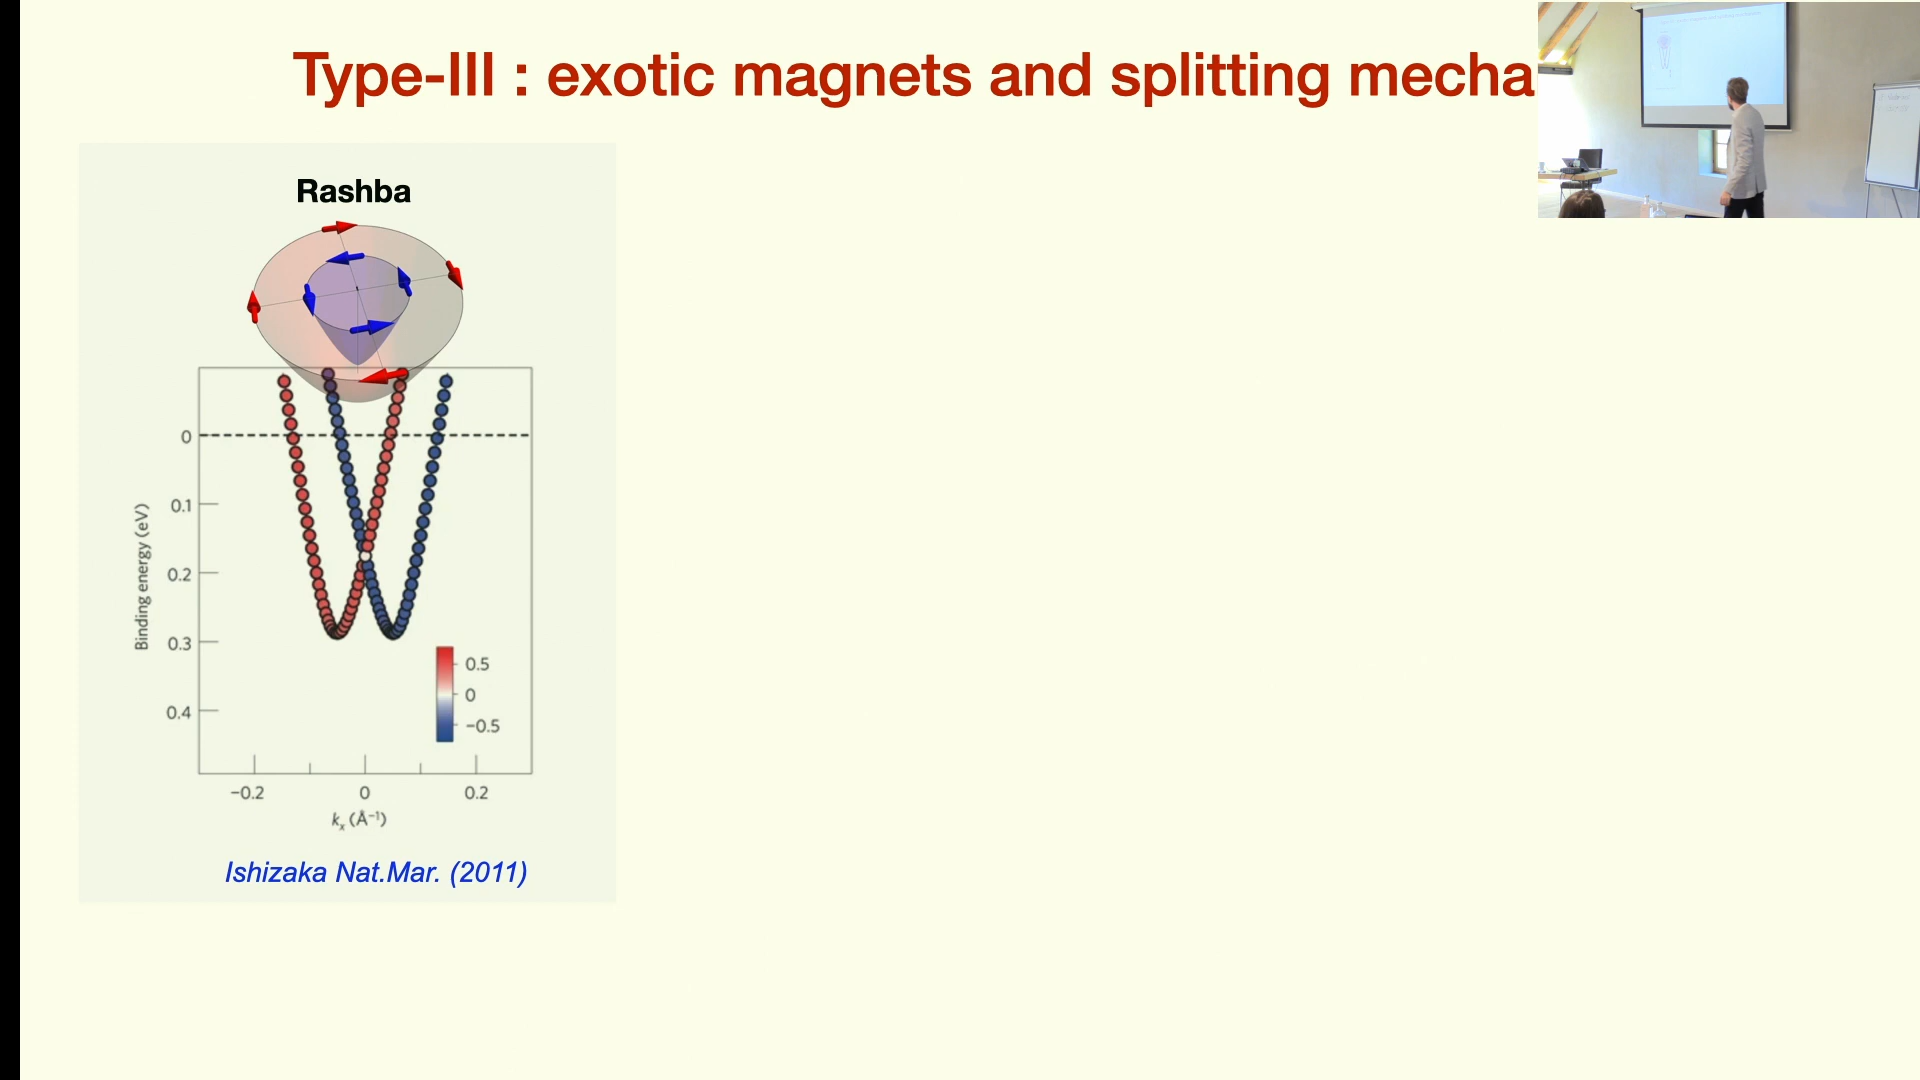 Type-III : exotic magnets and splitting mecha
Rashba
0
0.1
0.2
0.3
0.4
Binding energy (eV)
0.5
0
−0.5
−0.2
0
0.2
kₓ (Å⁻¹)
Ishizaka Nat.Mar. (2011)